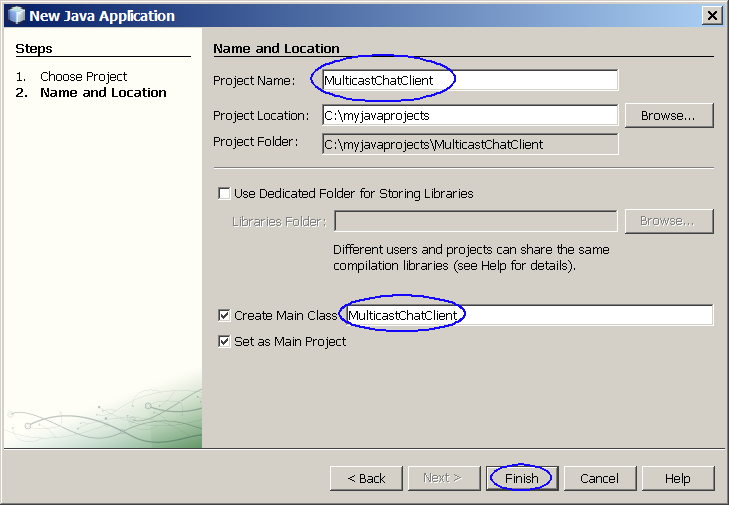 New Java Application
Steps
1. Choose Project
2. Name and Location
Name and Location
Project Name: MulticastChatClient
Project Location: C:\myjavaprojects Browse...
Project Folder: C:\myjavaprojects\MulticastChatClient
Use Dedicated Folder for Storing Libraries
Libraries Folder: Browse...
Different users and projects can share the same
compilation libraries (see Help for details).
Create Main Class MulticastChatClient
Set as Main Project
< Back Next > Finish Cancel Help